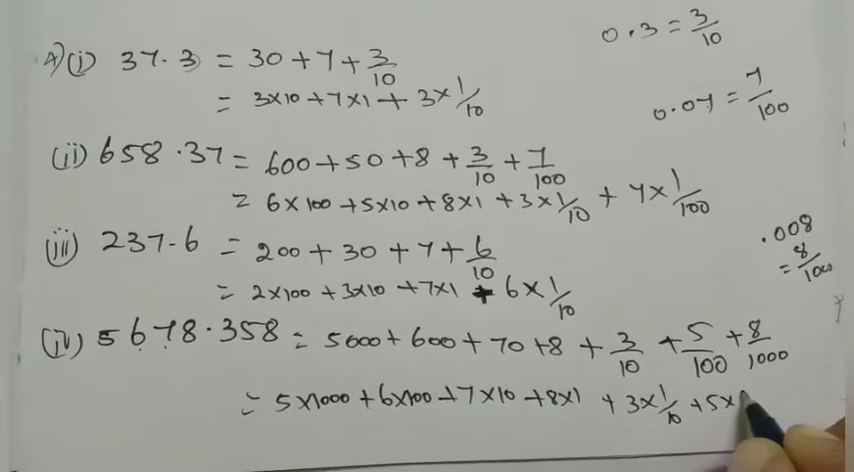 A) (i) 37.3 = 30 + 7 + 3/10
= 3×10 + 7×1 + 3×1/10
0.3 = 3/10
0.07 = 7/100
(ii) 658.37 = 600 + 50 + 8 + 3/10 + 7/100
= 6×100 + 5×10 + 8×1 + 3×1/10 + 7×1/100
(iii) 237.6 = 200 + 30 + 7 + 6/10
= 2×100 + 3×10 + 7×1 + 6×1/10
.008
= 8/1000
(iv) 5678.358 = 5000 + 600 + 70 + 8 + 3/10 + 5/100 + 8/1000
= 5×1000 + 6×100 + 7×10 + 8×1 + 3×1/10 + 5×